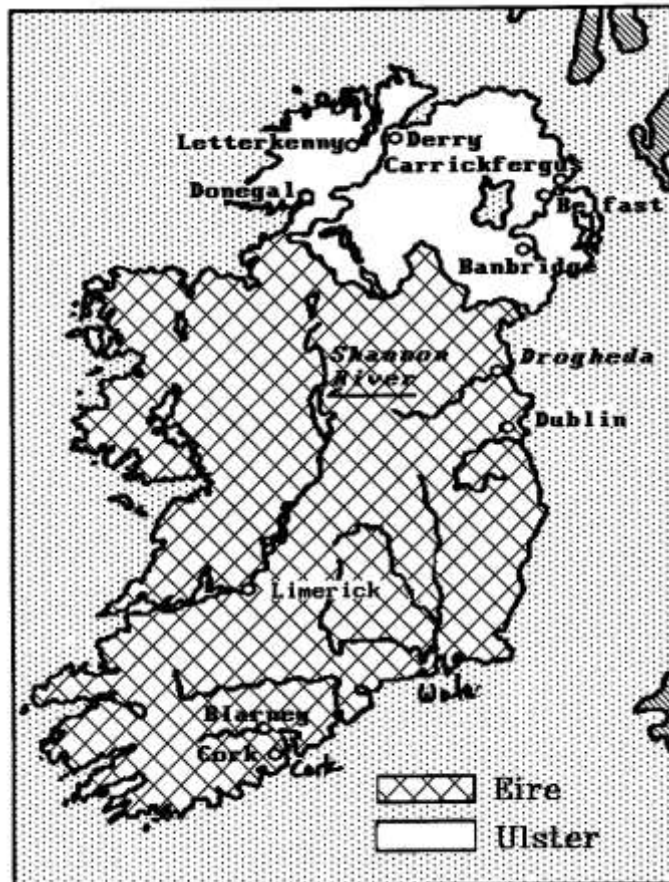 Letterkenny
Derry
Carrickfergus
Donegal
Belfast
Banbridge
Shannon
River
Drogheda
Dublin
Limerick
Blarney
Cork
Cork
Eire
Ulster